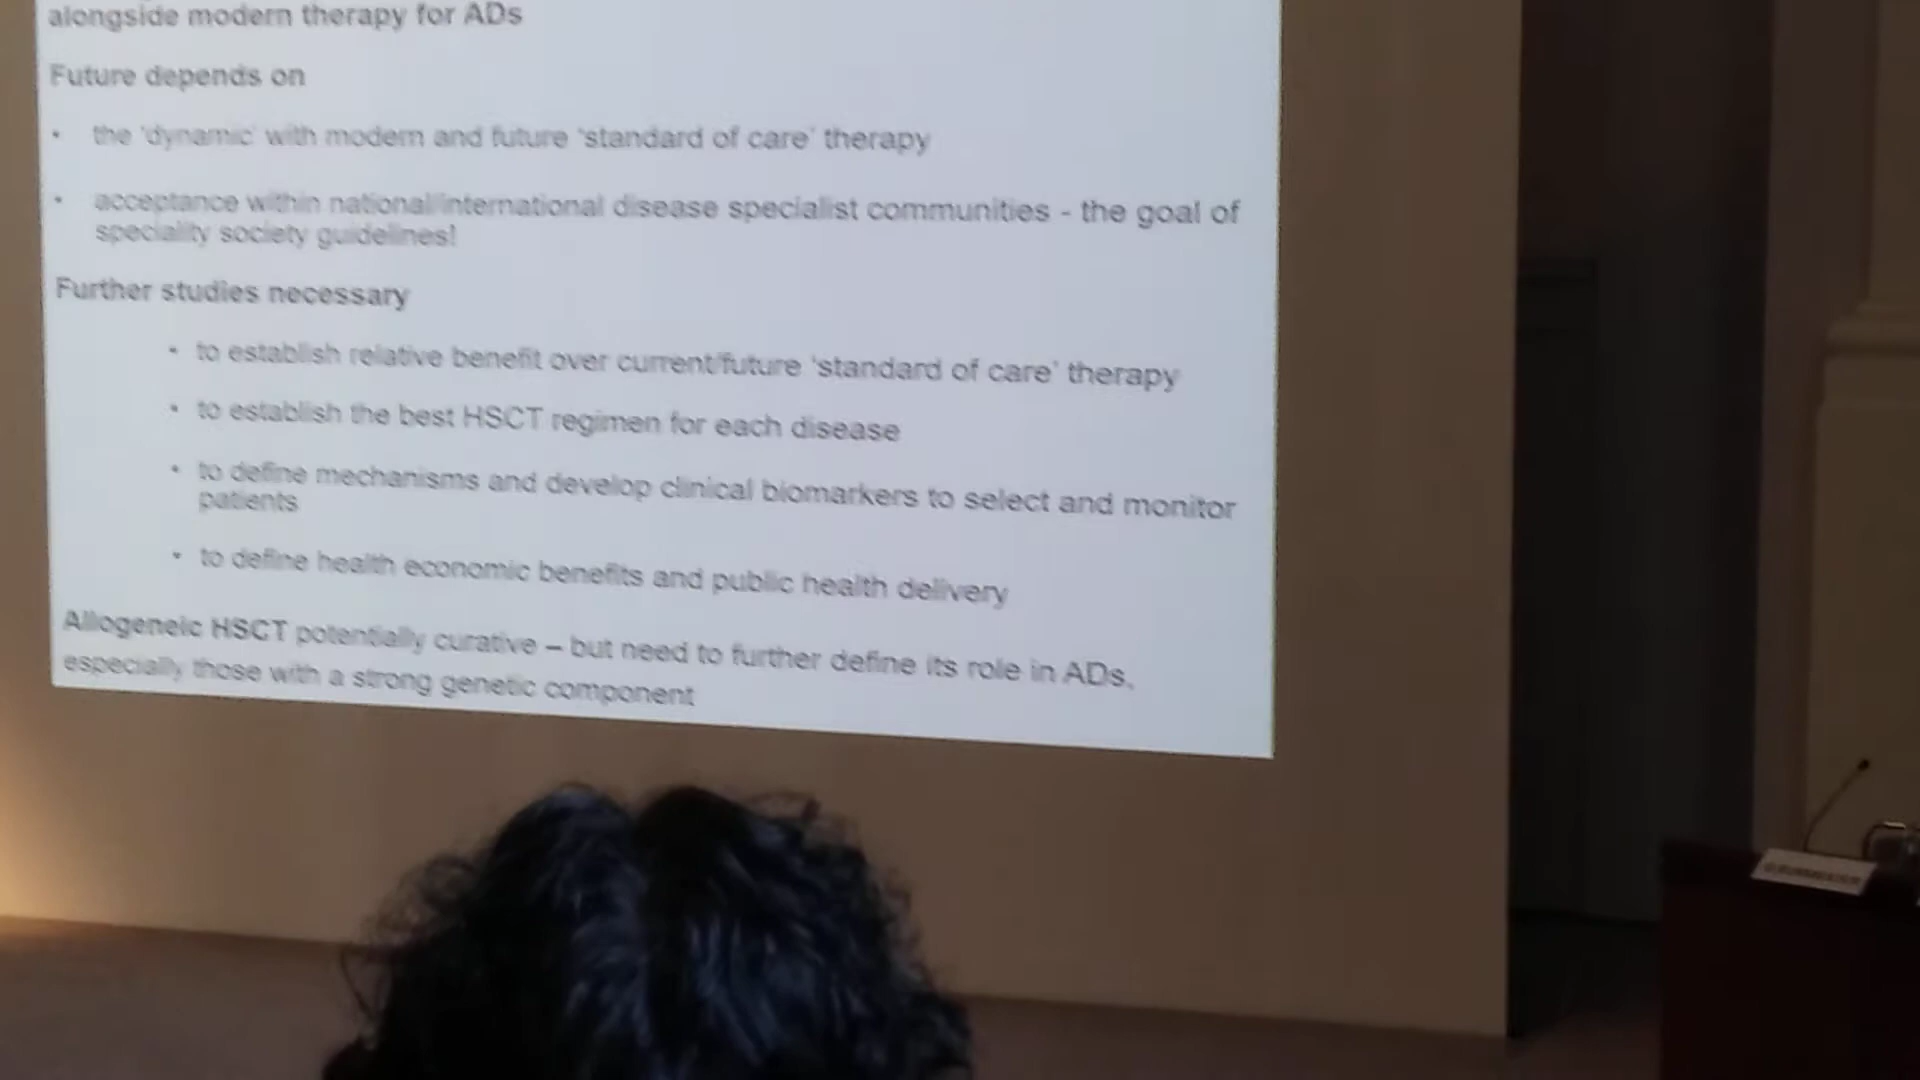 alongside modern therapy for ADs
Future depends on
• the 'dynamic' with modern and future 'standard of care' therapy
• acceptance within national/international disease specialist communities - the goal of
speciality society guidelines!
Further studies necessary
• to establish relative benefit over current/future 'standard of care' therapy
• to establish the best HSCT regimen for each disease
• to define mechanisms and develop clinical biomarkers to select and monitor
patients
• to define health economic benefits and public health delivery
Allogeneic HSCT potentially curative – but need to further define its role in ADs,
especially those with a strong genetic component